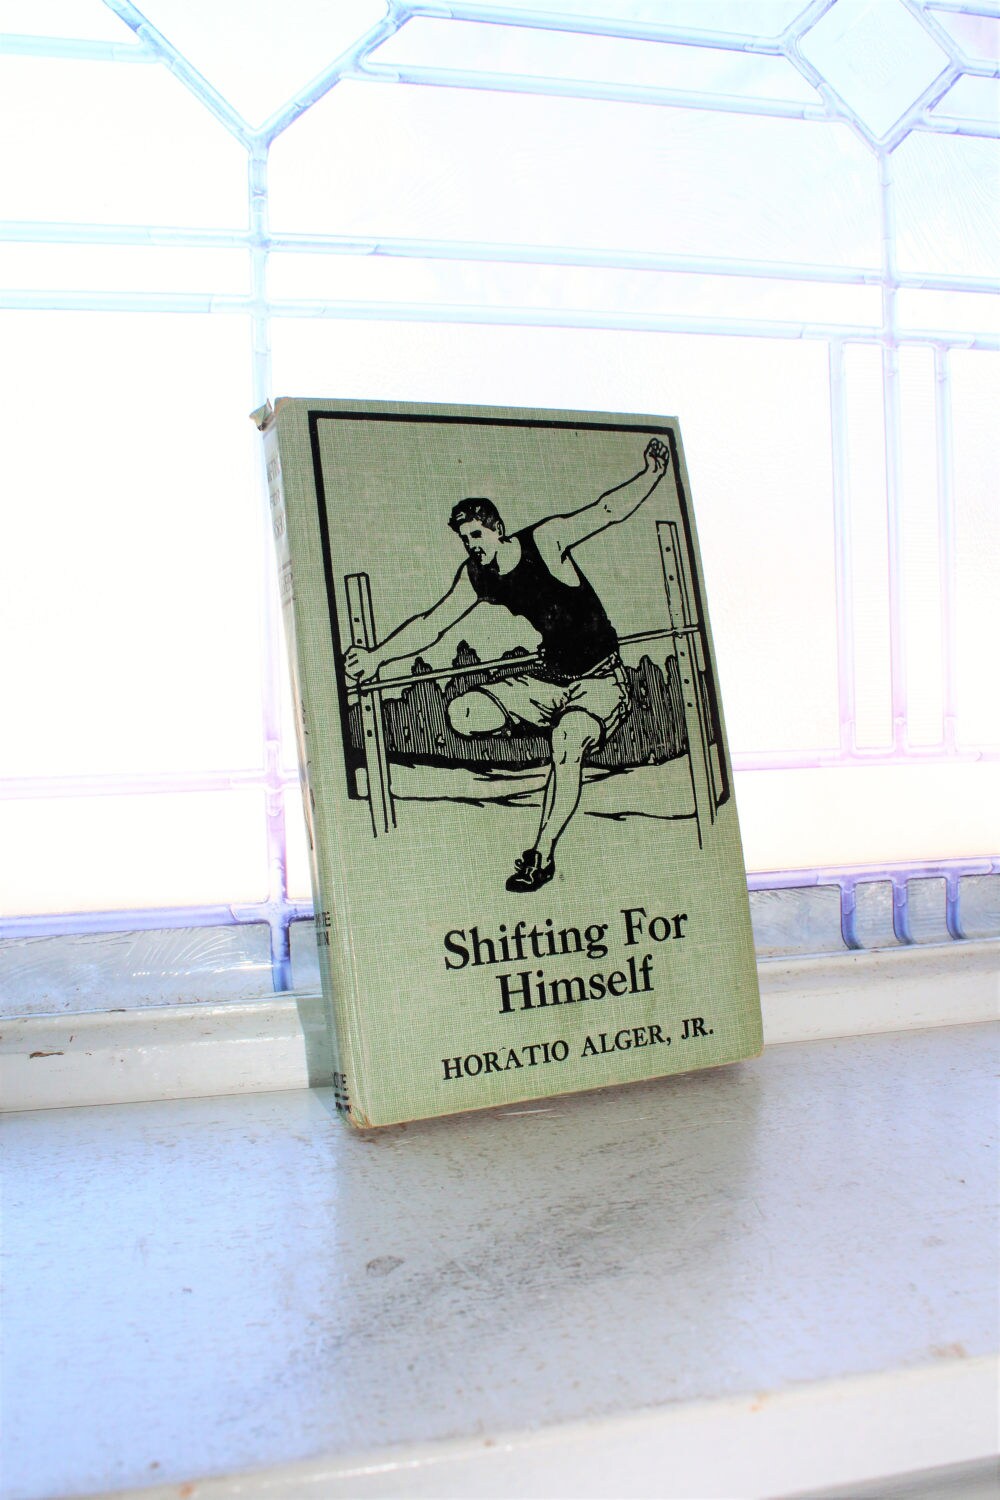 Shifting For
Himself
HORATIO ALGER, JR.